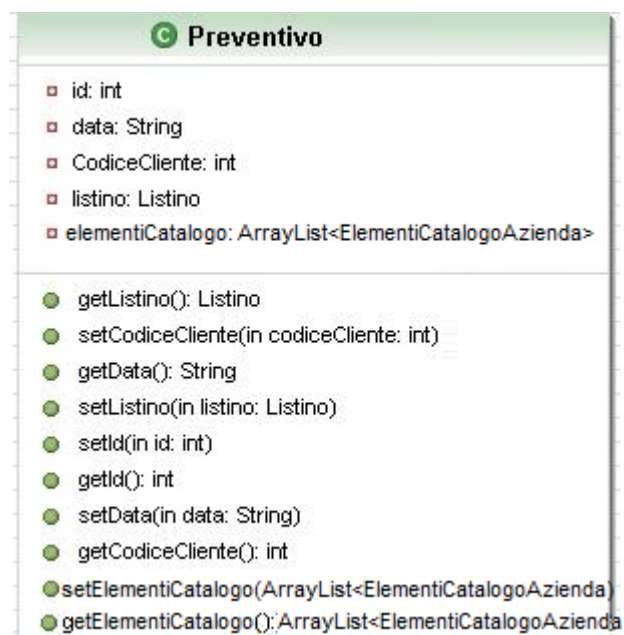 C Preventivo
id: int
data: String
CodiceCliente: int
listino: Listino
elementiCatalogo: ArrayList<ElementiCatalogoAzienda>
getListino(): Listino
setCodiceCliente(in codiceCliente: int)
getData(): String
setListino(in listino: Listino)
setId(in id: int)
getId(): int
setData(in data: String)
getCodiceCliente(): int
setElementiCatalogo(ArrayList<ElementiCatalogoAzienda)
getElementiCatalogo():ArrayList<ElementiCatalogoAzienda